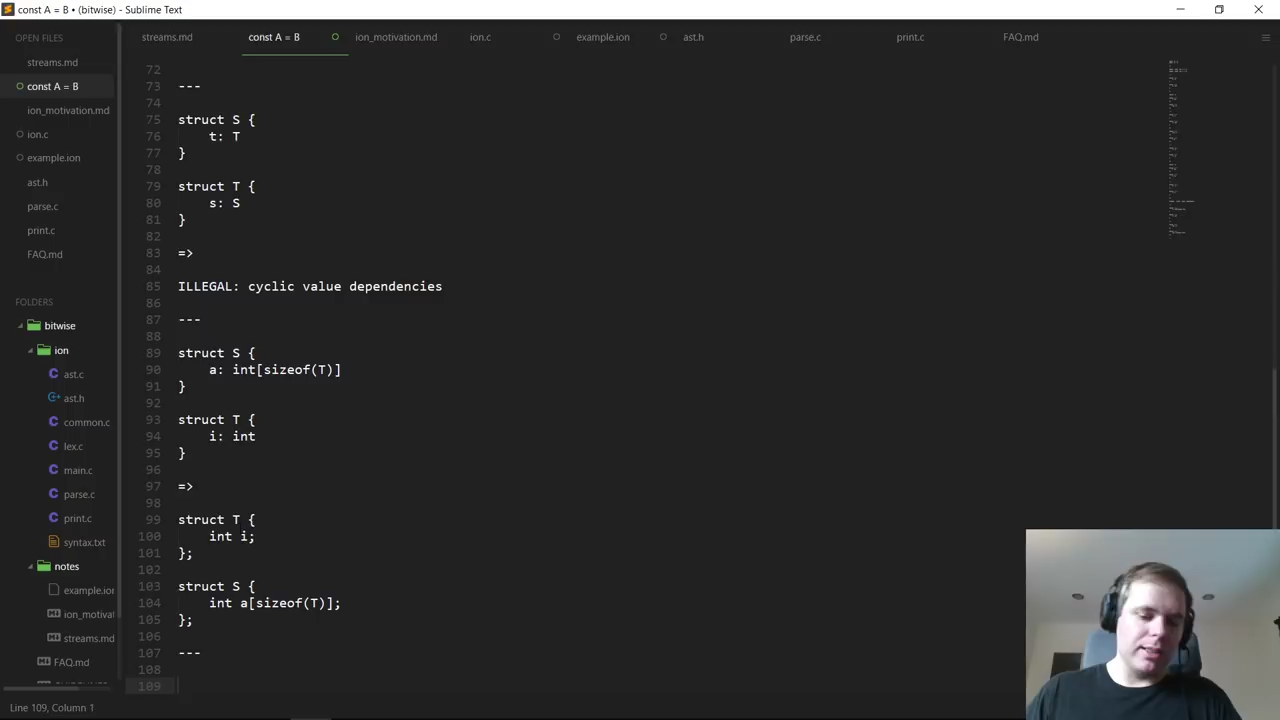 const A = B • (bitwise) - Sublime Text
OPEN FILES
streams.md
const A = B
ion_motivation.md
ion.c
example.ion
ast.h
parse.c
print.c
FAQ.md
FOLDERS
bitwise
ion
ast.c
ast.h
common.c
lex.c
main.c
parse.c
print.c
syntax.txt
notes
example.ion
ion_motivat
streams.md
FAQ.md
streams.md
const A = B
ion_motivation.md
ion.c
example.ion
ast.h
parse.c
print.c
FAQ.md
72
73 ---
74
75 struct S {
76     t: T
77 }
78
79 struct T {
80     s: S
81 }
82
83 =>
84
85 ILLEGAL: cyclic value dependencies
86
87 ---
88
89 struct S {
90     a: int[sizeof(T)]
91 }
92
93 struct T {
94     i: int
95 }
96
97 =>
98
99 struct T {
100     int i;
101 };
102
103 struct S {
104     int a[sizeof(T)];
105 };
106
107 ---
108
109
Line 109, Column 1